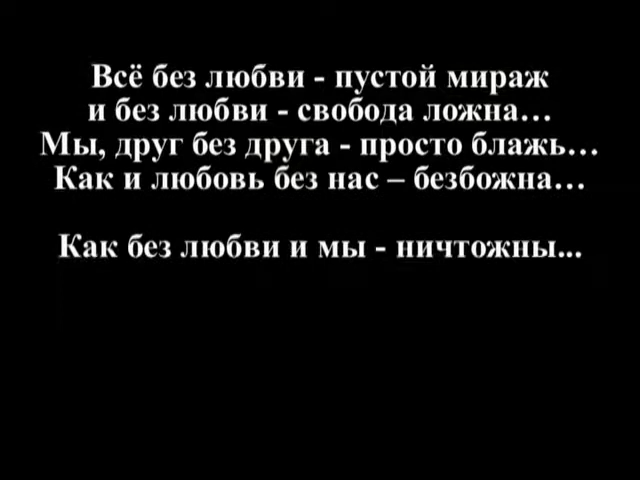 Всё без любви - пустой мираж
и без любви - свобода ложна…
Мы, друг без друга - просто блажь…
Как и любовь без нас – безбожна…
Как без любви и мы - ничтожны...